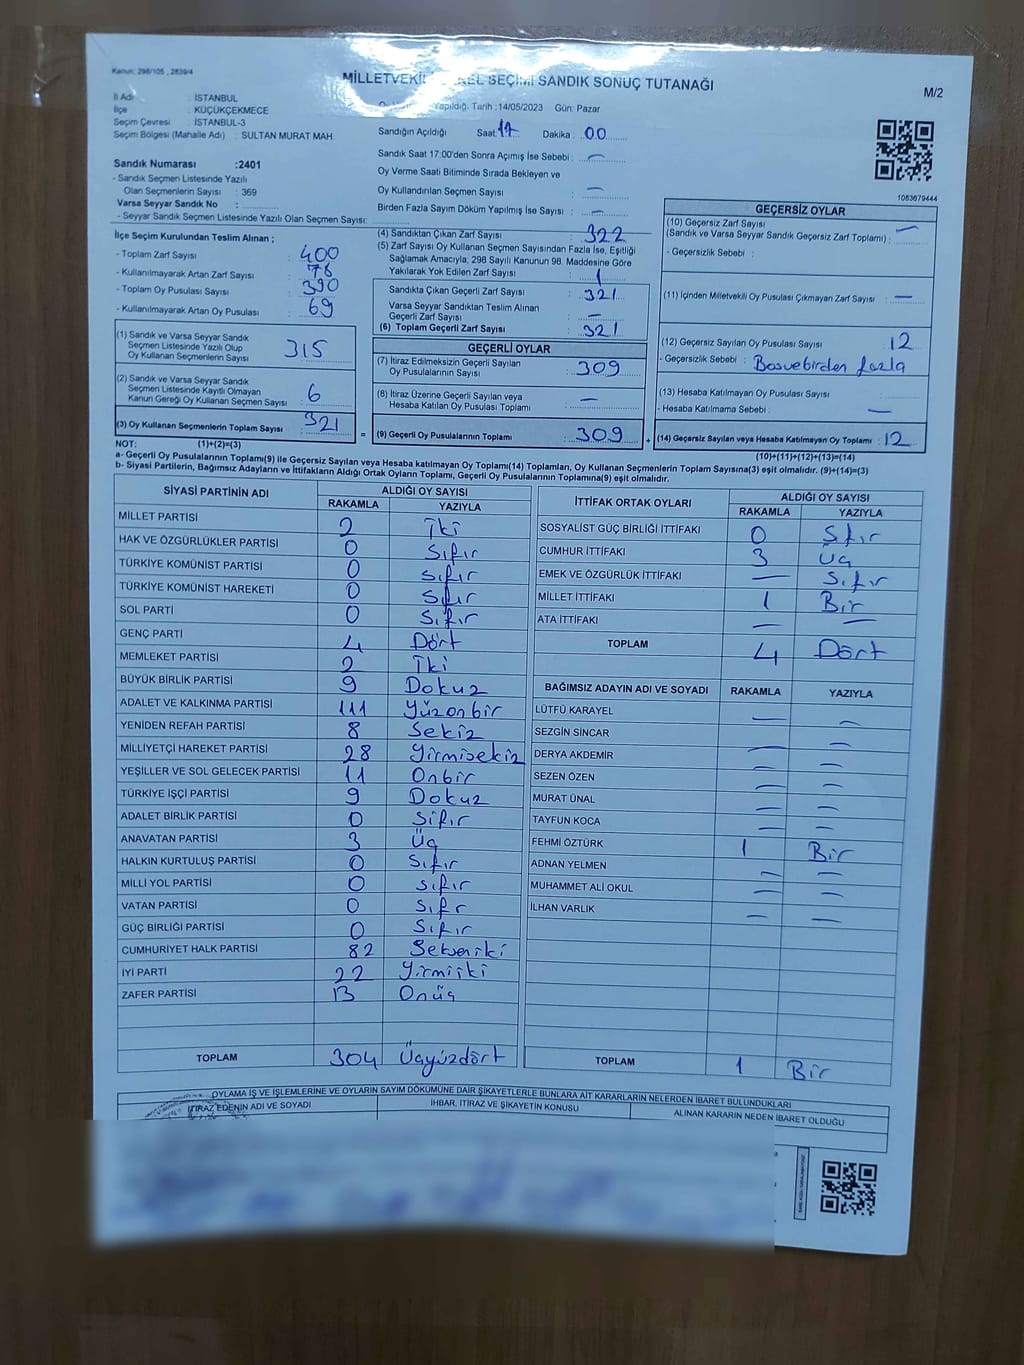 Kanun: 298/105 , 2839/4
MİLLETVEKİLİ GENEL SEÇİMİ SANDIK SONUÇ TUTANAĞI
M/2
İl Adı : İSTANBUL
İlçe : KÜÇÜKÇEKMECE
Seçim Çevresi : İSTANBUL-3
Seçim Bölgesi (Mahalle Adı) : SULTAN MURAT MAH.
Yapıldığı Tarih :14/05/2023 Gün: Pazar
Sandığın Açıldığı Saat: 17 Dakika : 00
Sandık Saat 17:00'den Sonra Açımış İse Sebebi : —
Oy Verme Saati Bitiminde Sırada Bekleyen ve
Oy Kullandırılan Seçmen Sayısı : —
Birden Fazla Sayım Döküm Yapılmış İse Sayısı : —
Sandık Numarası :2401
- Sandık Seçmen Listesinde Yazılı
Olan Seçmenlerin Sayısı : 369
Varsa Seyyar Sandık No :
- Seyyar Sandık Seçmen Listesinde Yazılı Olan Seçmen Sayısı:
1083679444
İlçe Seçim Kurulundan Teslim Alınan ;
- Toplam Zarf Sayısı : 400
- Kullanılmayarak Artan Zarf Sayısı : 78
- Toplam Oy Pusulası Sayısı : 390
- Kullanılmayarak Artan Oy Pusulası : 69
(1) Sandık ve Varsa Seyyar Sandık
Seçmen Listesinde Yazılı Olup
Oy Kullanan Seçmenlerin Sayısı : 315
(2) Sandık ve Varsa Seyyar Sandık
Seçmen Listesinde Kayıtlı Olmayan
Kanun Gereği Oy Kullanan Seçmen Sayısı : 6
(3) Oy Kullanan Seçmenlerin Toplam Sayısı : 321
(4) Sandıktan Çıkan Zarf Sayısı : 322
(5) Zarf Sayısı Oy Kullanan Seçmen Sayısından Fazla İse, Eşitliği
Sağlamak Amacıyla, 298 Sayılı Kanunun 98. Maddesine Göre
Yakılarak Yok Edilen Zarf Sayısı : 1
Sandıkta Çıkan Geçerli Zarf Sayısı : 321
Varsa Seyyar Sandıktan Teslim Alınan
Geçerli Zarf Sayısı : —
(6) Toplam Geçerli Zarf Sayısı : 321
GEÇERLİ OYLAR
(7) İtiraz Edilmeksizin Geçerli Sayılan
Oy Pusulalarının Sayısı : 309
(8) İtiraz Üzerine Geçerli Sayılan veya
Hesaba Katılan Oy Pusulası Toplamı : —
= (9) Geçerli Oy Pusulalarının Toplamı : 309 +
GEÇERSİZ OYLAR
(10) Geçersiz Zarf Sayısı
(Sandık ve Varsa Seyyar Sandık Geçersiz Zarf Toplamı) : —
- Geçersizlik Sebebi :
(11) İçinden Milletvekili Oy Pusulası Çıkmayan Zarf Sayısı : —
(12) Geçersiz Sayılan Oy Pusulası Sayısı : 12
- Geçersizlik Sebebi : Bosvebirden fazla
(13) Hesaba Katılmayan Oy Pusulası Sayısı :
- Hesaba Katılmama Sebebi : —
(14) Geçersiz Sayılan veya Hesaba Katılmayan Oy Toplamı : 12
NOT: (1)+(2)=(3)
(10)+(11)+(12)+(13)=(14)
a- Geçerli Oy Pusulalarının Toplamı(9) ile Geçersiz Sayılan veya Hesaba katılmayan Oy Toplamı(14) Toplamları, Oy Kullanan Seçmenlerin Toplam Sayısına(3) eşit olmalıdır. (9)+(14)=(3)
b- Siyasi Partilerin, Bağımsız Adayların ve İttifakların Aldığı Ortak Oyların Toplamı, Geçerli Oy Pusulalarının Toplamına(9) eşit olmalıdır.
SİYASİ PARTİNİN ADI ALDIĞI OY SAYISI
RAKAMLA YAZIYLA
MİLLET PARTİSİ 2 İki
HAK VE ÖZGÜRLÜKLER PARTİSİ 0 Sıfır
TÜRKİYE KOMÜNİST PARTİSİ 0 Sıfır
TÜRKİYE KOMÜNİST HAREKETİ 0 Sıfır
SOL PARTİ 0 Sıfır
GENÇ PARTİ 4 Dört
MEMLEKET PARTİSİ 2 İki
BÜYÜK BİRLİK PARTİSİ 9 Dokuz
ADALET VE KALKINMA PARTİSİ 111 Yüzonbir
YENİDEN REFAH PARTİSİ 8 Sekiz
MİLLİYETÇİ HAREKET PARTİSİ 28 Yirmisekiz
YEŞİLLER VE SOL GELECEK PARTİSİ 11 Onbir
TÜRKİYE İŞÇİ PARTİSİ 9 Dokuz
ADALET BİRLİK PARTİSİ 0 Sıfır
ANAVATAN PARTİSİ 3 Üç
HALKIN KURTULUŞ PARTİSİ 0 Sıfır
MİLLİ YOL PARTİSİ 0 Sıfır
VATAN PARTİSİ 0 Sıfr
GÜÇ BİRLİĞİ PARTİSİ 0 Sıfır
CUMHURİYET HALK PARTİSİ 82 Sekseniki
İYİ PARTİ 22 Yirmiiki
ZAFER PARTİSİ 13 Onüç
TOPLAM 304 Üçyüzdört
İTTİFAK ORTAK OYLARI ALDIĞI OY SAYISI
RAKAMLA YAZIYLA
SOSYALİST GÜÇ BİRLİĞİ İTTİFAKI 0 Sıfır
CUMHUR İTTİFAKI 3 Üç
EMEK VE ÖZGÜRLÜK İTTİFAKI — Sıfır
MİLLET İTTİFAKI 1 Bir
ATA İTTİFAKI — —
TOPLAM 4 Dört
BAĞIMSIZ ADAYIN ADI VE SOYADI RAKAMLA YAZIYLA
LÜTFÜ KARAYEL — —
SEZGİN SİNCAR — —
DERYA AKDEMİR — —
SEZEN ÖZEN — —
MURAT ÜNAL — —
TAYFUN KOCA — —
FEHMİ ÖZTÜRK 1 Bir
ADNAN YELMEN — —
MUHAMMET ALİ OKUL — —
İLHAN VARLIK — —
TOPLAM 1 Bir
OYLAMA İŞ VE İŞLEMLERİNE VE OYLARIN SAYIM DÖKÜMÜNE DAİR ŞİKAYETLERLE BUNLARA AİT KARARLARIN NELERDEN İBARET BULUNDUKLARI
İTİRAZ EDENİN ADI VE SOYADI İHBAR, İTİRAZ VE ŞİKAYETİN KONUSU ALINAN KARARIN NEDEN İBARET OLDUĞU